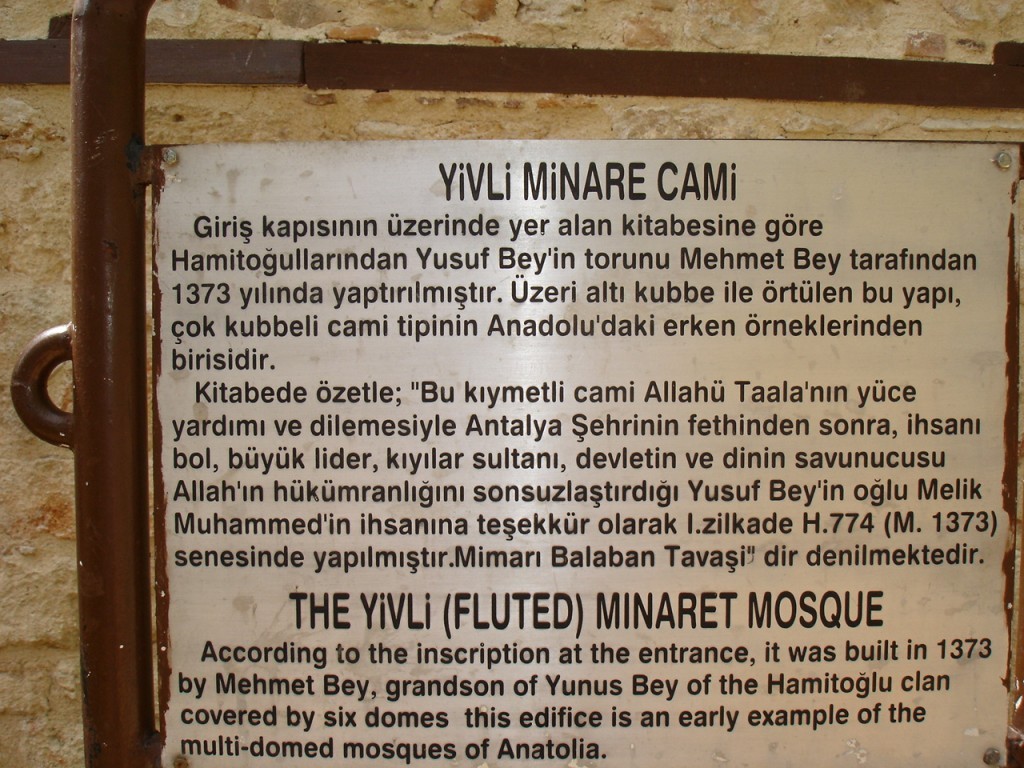 YiVLi MiNARE CAMi
Giriş kapısının üzerinde yer alan kitabesine göre
Hamitoğullarından Yusuf Bey'in torunu Mehmet Bey tarafından
1373 yılında yaptırılmıştır. Üzeri altı kubbe ile örtülen bu yapı,
çok kubbeli cami tipinin Anadolu'daki erken örneklerinden
birisidir.
Kitabede özetle; "Bu kıymetli cami Allahü Taala'nın yüce
yardımı ve dilemesiyle Antalya Şehrinin fethinden sonra, ihsanı
bol, büyük lider, kıyılar sultanı, devletin ve dinin savunucusu
Allah'ın hükümranlığını sonsuzlaştırdığı Yusuf Bey'in oğlu Melik
Muhammed'in ihsanına teşekkür olarak I.zilkade H.774 (M. 1373)
senesinde yapılmıştır.Mimarı Balaban Tavaşi" dir denilmektedir.
THE YiVLi (FLUTED) MINARET MOSQUE
According to the inscription at the entrance, it was built in 1373
by Mehmet Bey, grandson of Yunus Bey of the Hamitoğlu clan
covered by six domes this edifice is an early example of the
multi-domed mosques of Anatolia.